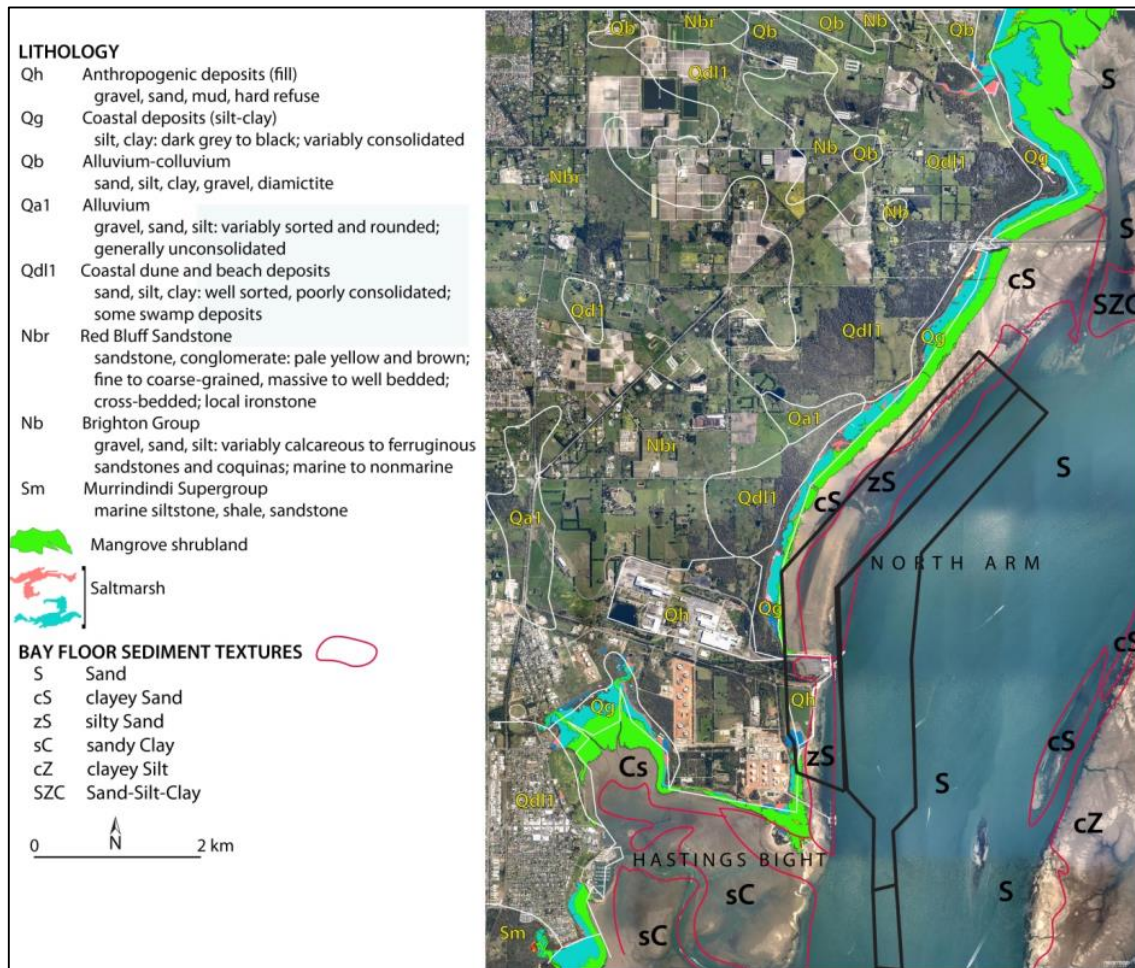 LITHOLOGY
Qh Anthropogenic deposits (fill)
gravel, sand, mud, hard refuse
Qg Coastal deposits (silt-clay)
silt, clay: dark grey to black; variably consolidated
Qb Alluvium-colluvium
sand, silt, clay, gravel, diamictite
Qa1 Alluvium
gravel, sand, silt: variably sorted and rounded;
generally unconsolidated
Qdl1 Coastal dune and beach deposits
sand, silt, clay: well sorted, poorly consolidated;
some swamp deposits
Nbr Red Bluff Sandstone
sandstone, conglomerate: pale yellow and brown;
fine to coarse-grained, massive to well bedded;
cross-bedded; local ironstone
Nb Brighton Group
gravel, sand, silt: variably calcareous to ferruginous
sandstones and coquinas; marine to nonmarine
Sm Murrindindi Supergroup
marine siltstone, shale, sandstone
Mangrove shrubland
Saltmarsh
BAY FLOOR SEDIMENT TEXTURES
S Sand
cS clayey Sand
zS silty Sand
sC sandy Clay
cZ clayey Silt
SZC Sand-Silt-Clay
N
0 2 km
Qb Nbr Qb Nb Qb
Qdl1
S
Nbr Nb Qb Qdl1 Qg
Nb
S
cS
SZC
Qd1
Qdl1 Qg
Qa1
Nbr
zS S
Qdl1 cS
Qa1
NORTH ARM
Qg
Qh
cS
Qg Qh
cS
Cs zS
S
Qdl1
cZ
HASTINGS BIGHT
sC S
sC
Sm